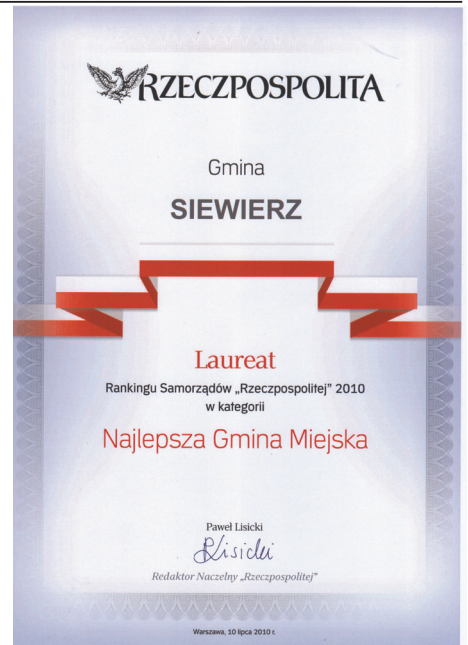 RZECZPOSPOLITA
Gmina
SIEWIERZ
Laureat
Rankingu Samorządów „Rzeczpospolitej” 2010
w kategorii
Najlepsza Gmina Miejska
Paweł Lisicki
PLisicki
Redaktor Naczelny „Rzeczpospolitej”
Warszawa, 10 lipca 2010 r.